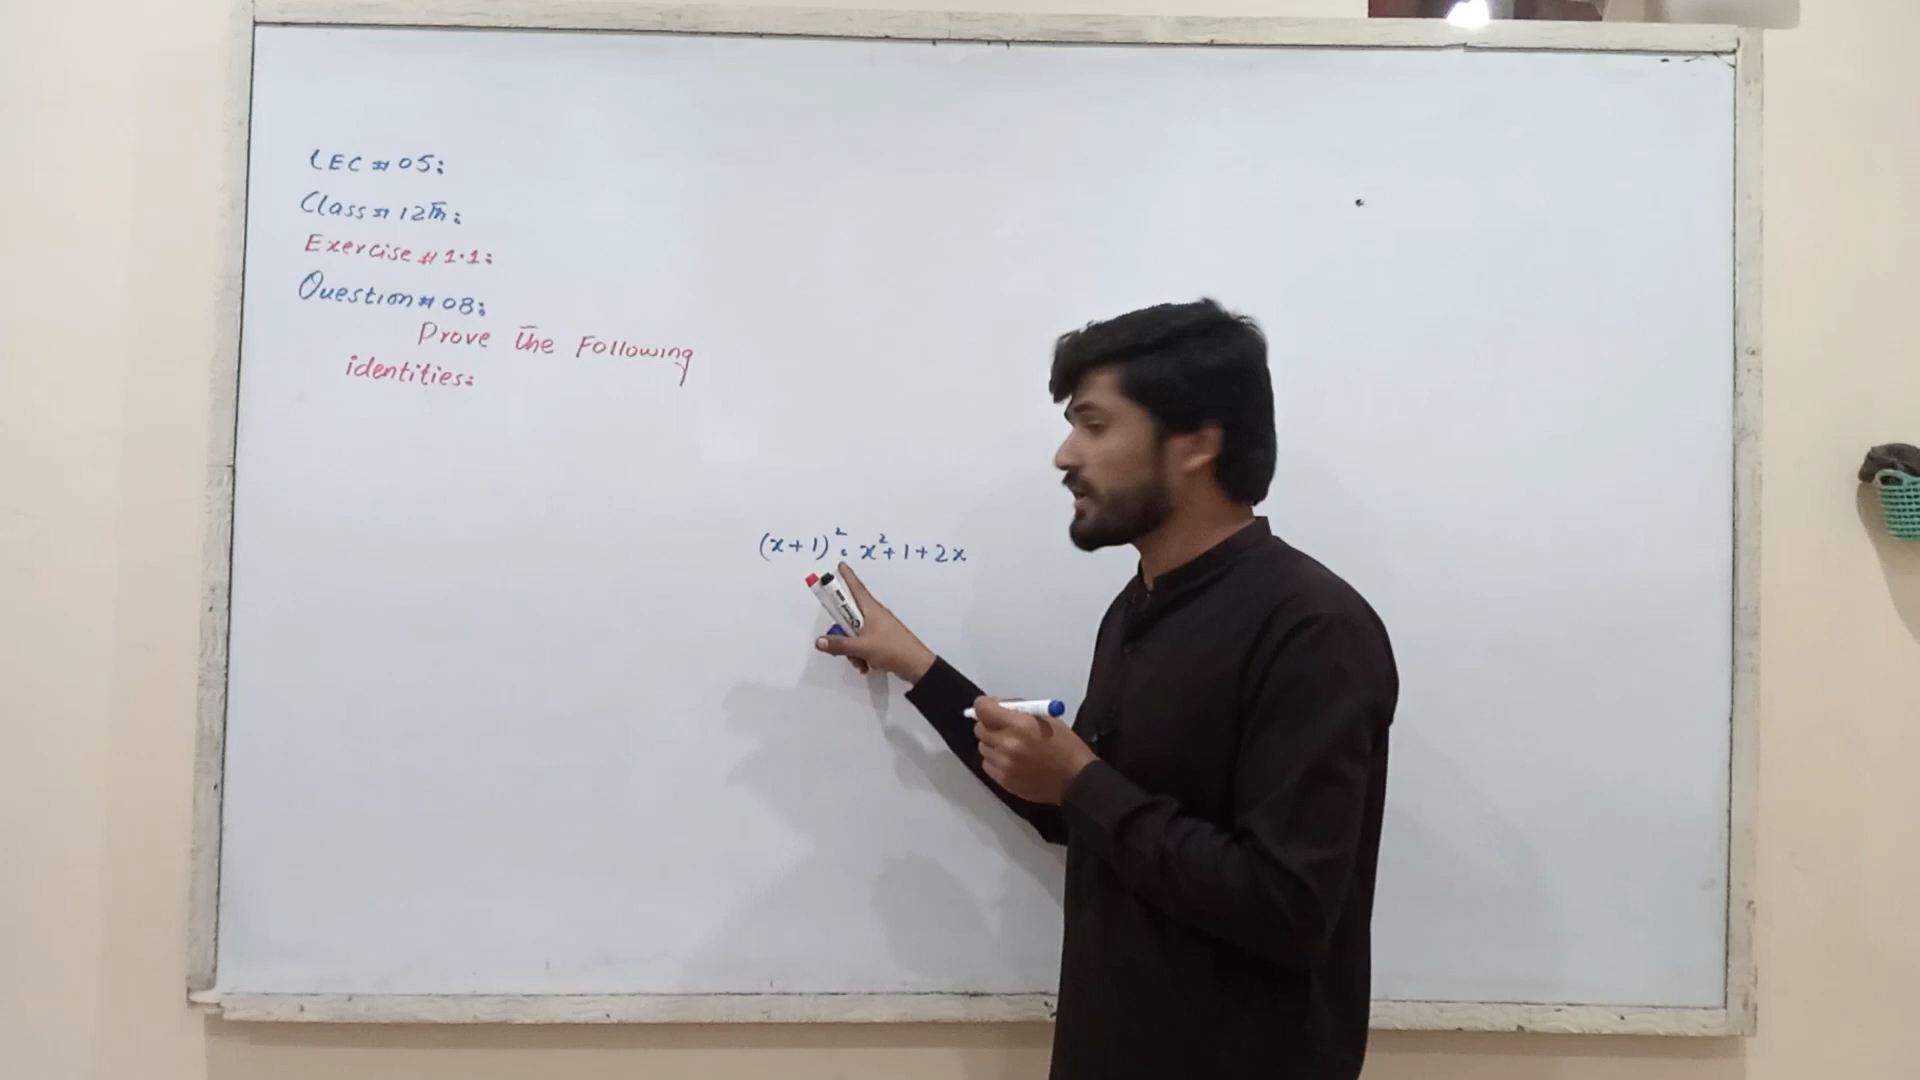 LEC # 05:
Class # 12th:
Exercise # 1.1:
Question # 08:
Prove the Following
identities:
(x+1)² = x²+1+2x